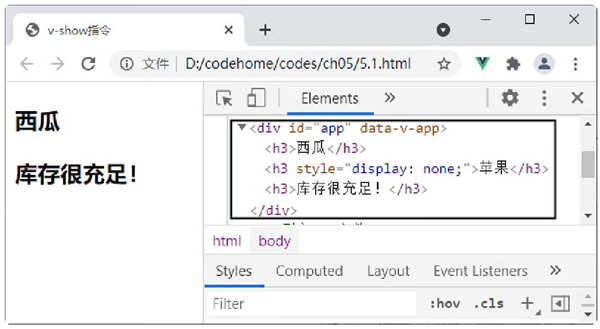 v-show指令
文件 D:/codehome/codes/ch05/5.1.html
西瓜
库存很充足!
Elements
<div id="app" data-v-app>
<h3>西瓜</h3>
<h3 style="display: none;">苹果</h3>
<h3>库存很充足! </h3>
</div>
html body
Styles Computed Layout Event Listeners
Filter :hov .cls